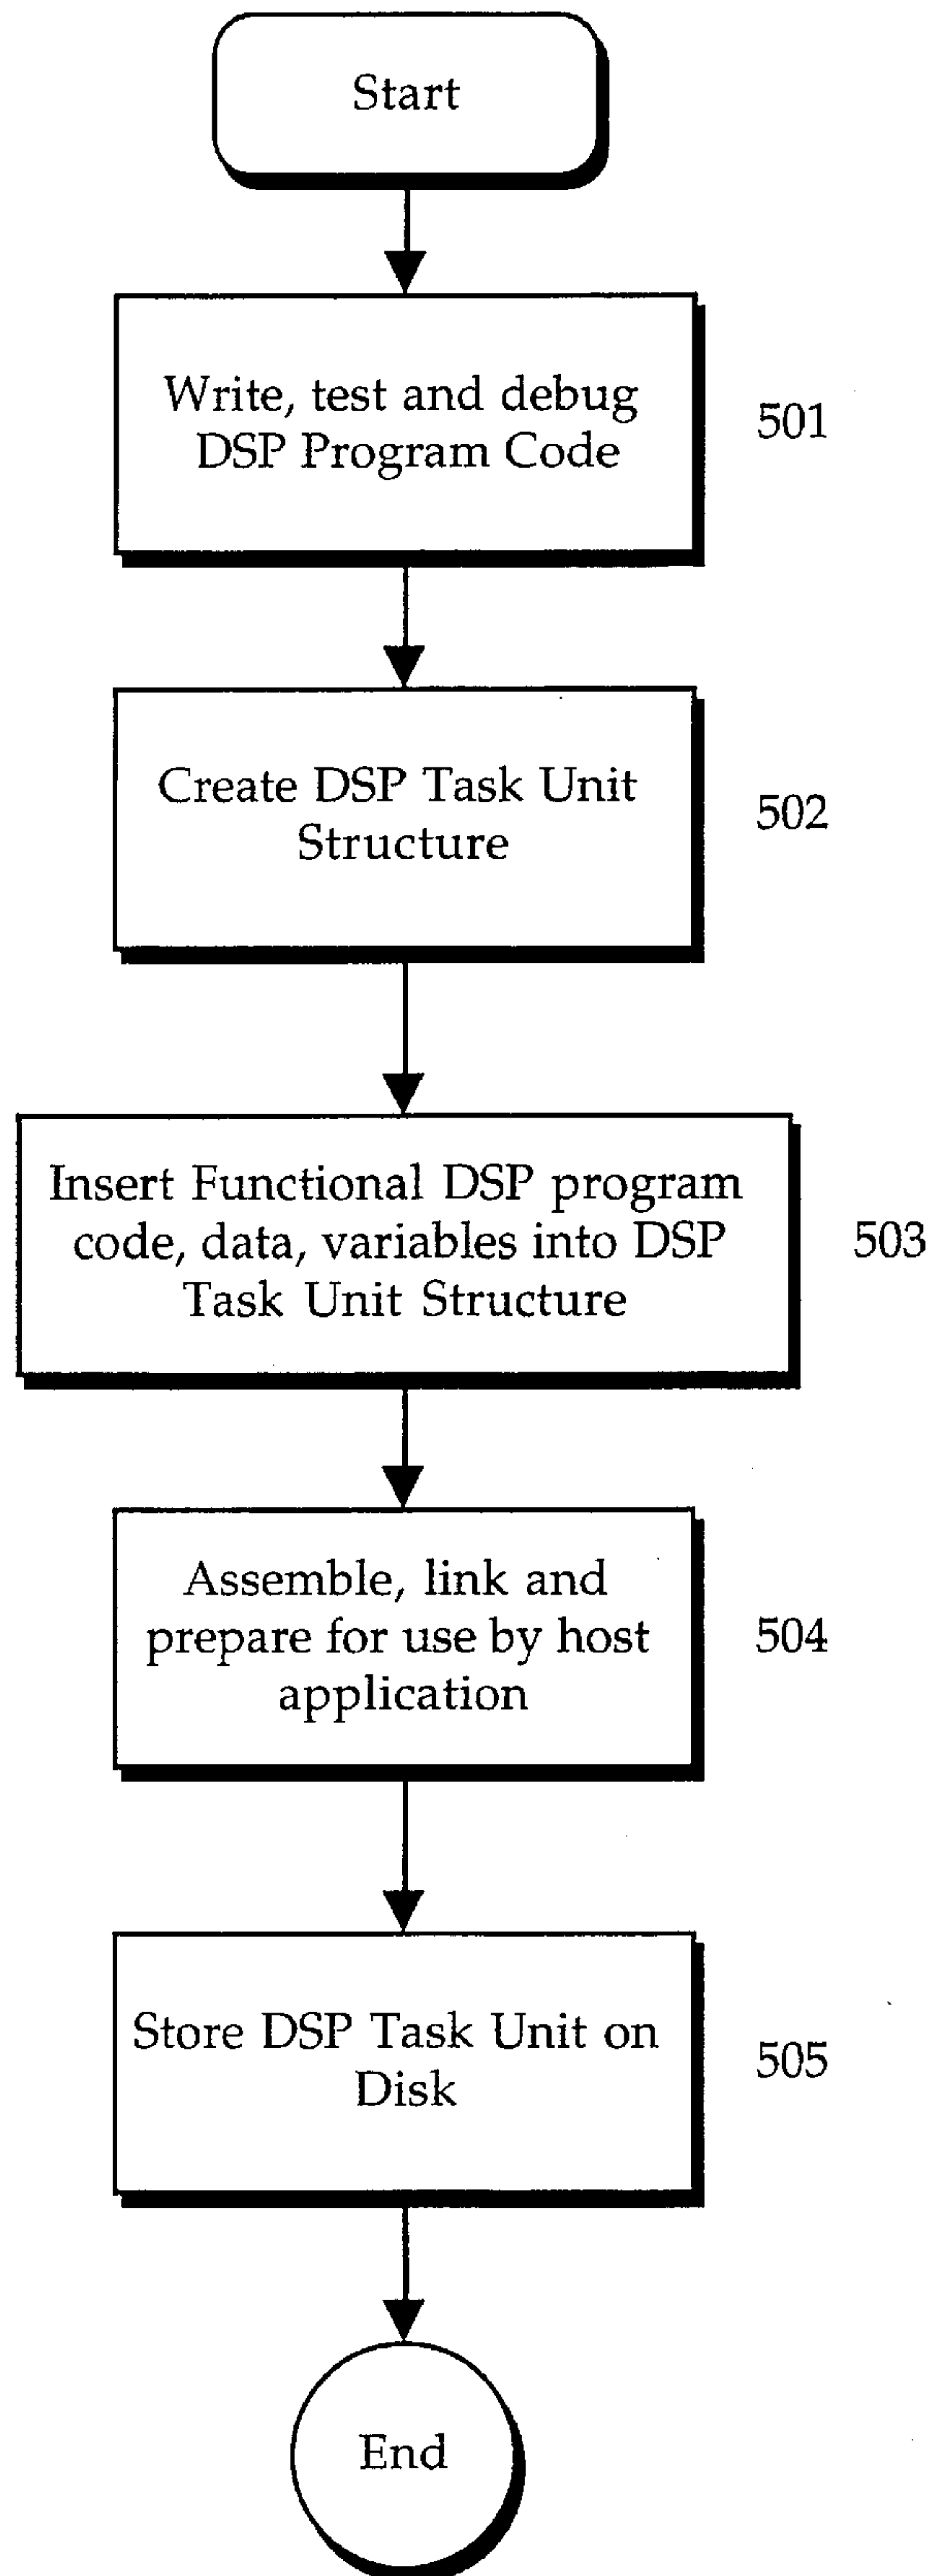 Start
Write, test and debug
DSP Program Code
501
Create DSP Task Unit
Structure
502
Insert Functional DSP program
code, data, variables into DSP
Task Unit Structure
503
Assemble, link and
prepare for use by host
application
504
Store DSP Task Unit on
Disk
505
End